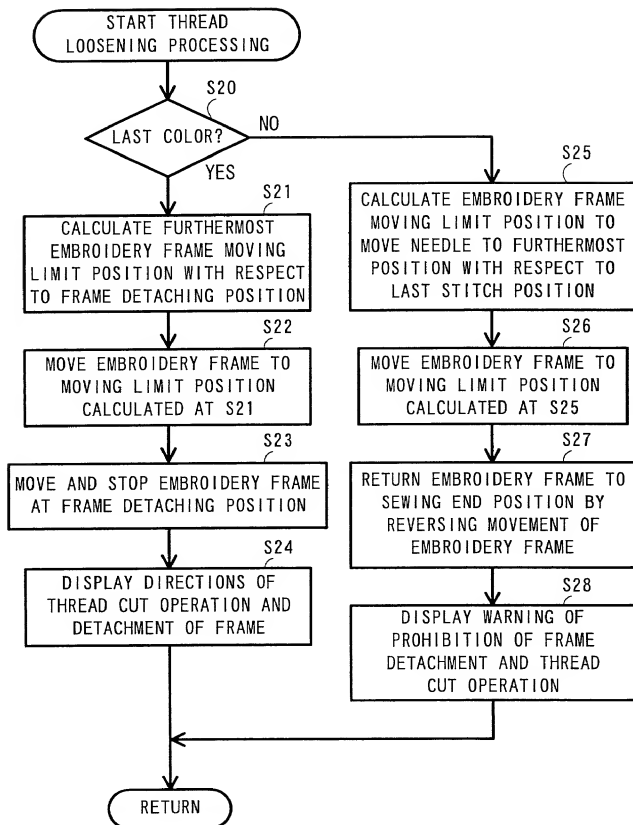 START THREAD
LOOSENING PROCESSING
S20
LAST COLOR?
NO
YES
S21
CALCULATE FURTHERMOST
EMBROIDERY FRAME MOVING
LIMIT POSITION WITH RESPECT
TO FRAME DETACHING POSITION
S22
MOVE EMBROIDERY FRAME TO
MOVING LIMIT POSITION
CALCULATED AT S21
S23
MOVE AND STOP EMBROIDERY FRAME
AT FRAME DETACHING POSITION
S24
DISPLAY DIRECTIONS OF
THREAD CUT OPERATION AND
DETACHMENT OF FRAME
S25
CALCULATE EMBROIDERY FRAME
MOVING LIMIT POSITION TO
MOVE NEEDLE TO FURTHERMOST
POSITION WITH RESPECT TO
LAST STITCH POSITION
S26
MOVE EMBROIDERY FRAME TO
MOVING LIMIT POSITION
CALCULATED AT S25
S27
RETURN EMBROIDERY FRAME TO
SEWING END POSITION BY
REVERSING MOVEMENT OF
EMBROIDERY FRAME
S28
DISPLAY WARNING OF
PROHIBITION OF FRAME
DETACHMENT AND THREAD
CUT OPERATION
RETURN